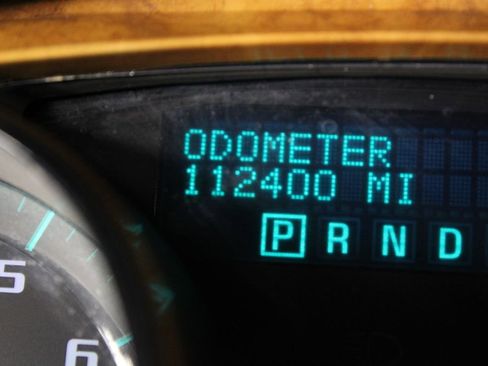 ODOMETER
112400 MI
P R N D
5
6